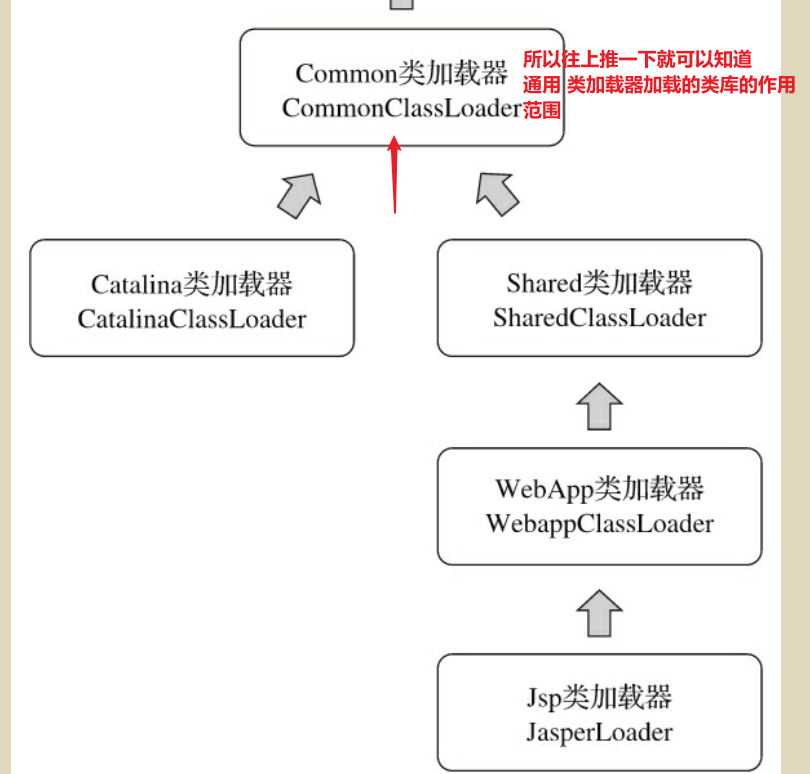 Common类加载器
CommonClassLoader
所以往上推一下就可以知道
通用 类加载器加载的类库的作用
范围
Catalina类加载器
CatalinaClassLoader
Shared类加载器
SharedClassLoader
WebApp类加载器
WebappClassLoader
Jsp类加载器
JasperLoader